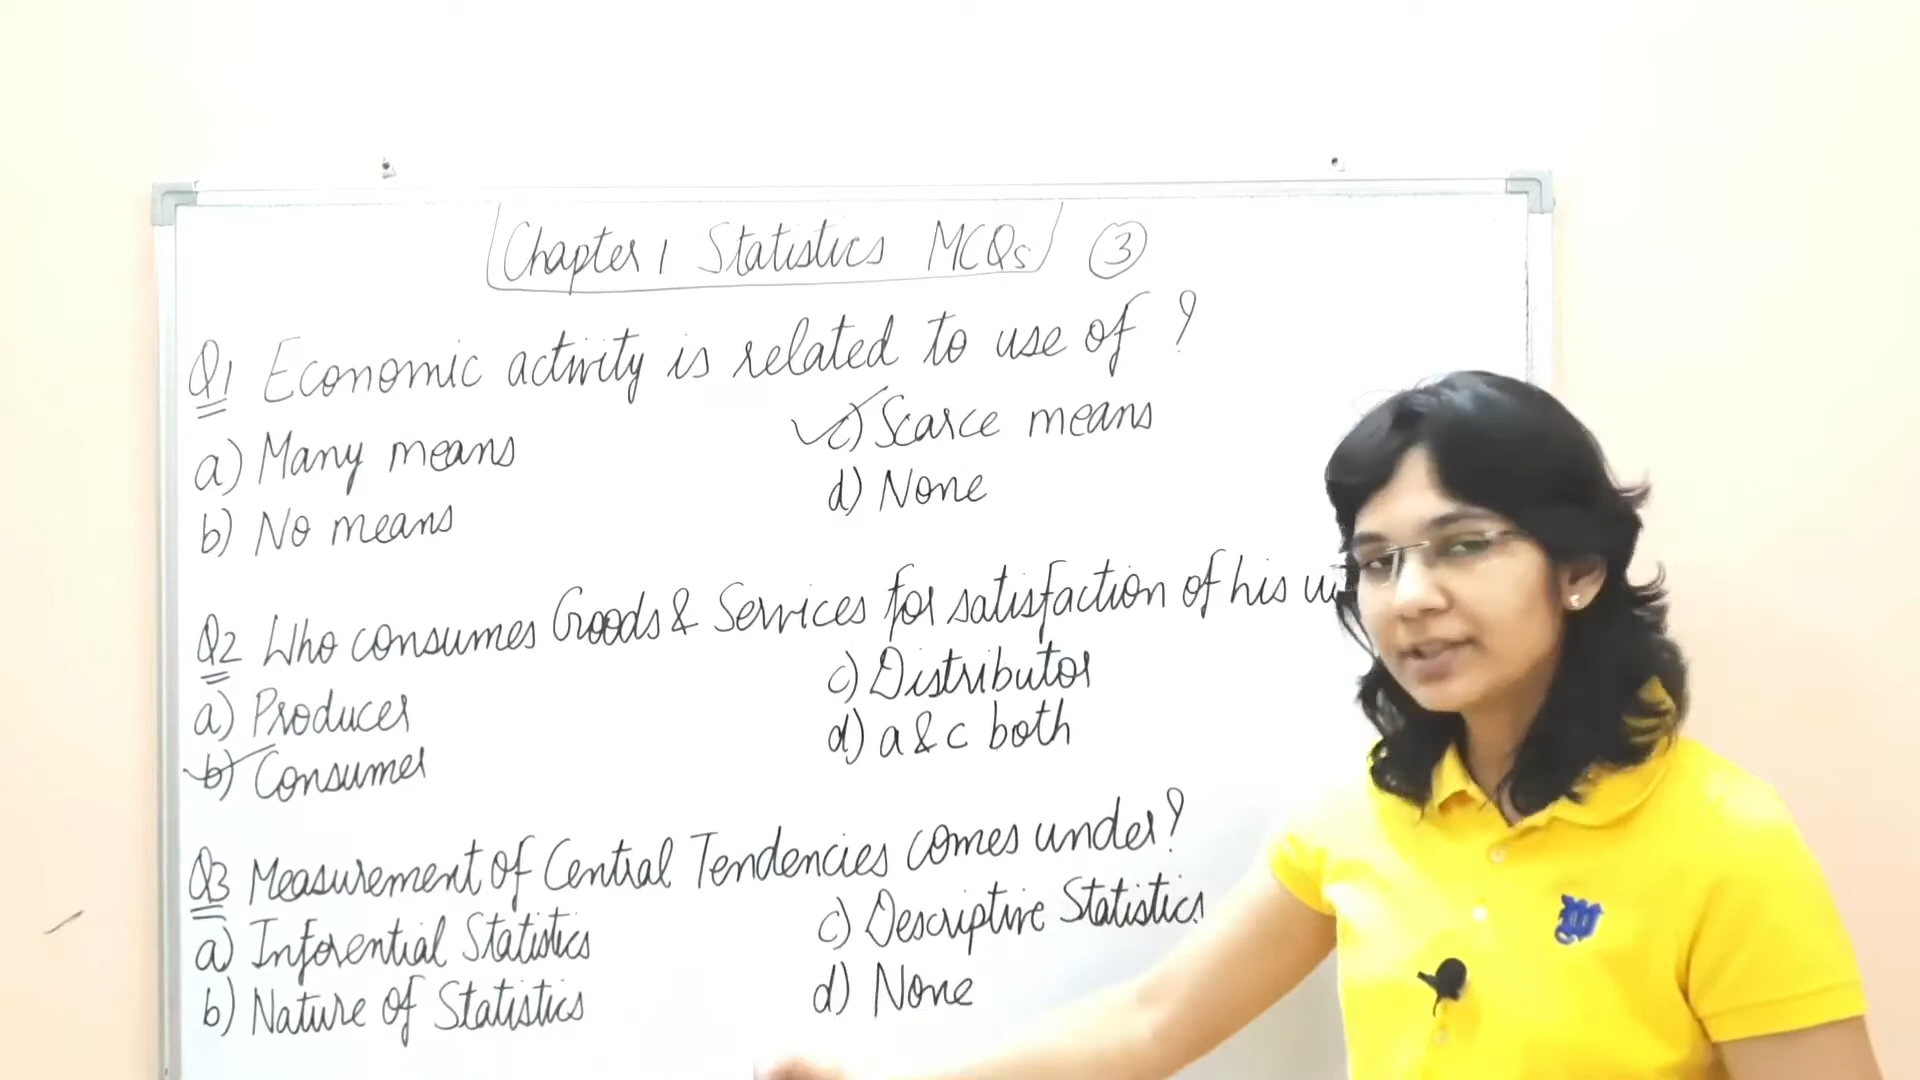 Chapter 1 Statistics MCQs 3
Q1 Economic activity is related to use of ?
a) Many means
c) Scarce means
b) No means
d) None
Q2 Who consumes Goods & Services for satisfaction of his
a) Producer
c) Distributor
b) Consumer
d) a & c both
Q3 Measurement of Central Tendencies comes under?
a) Inferential Statistics
c) Descriptive Statistics
b) Nature of Statistics
d) None